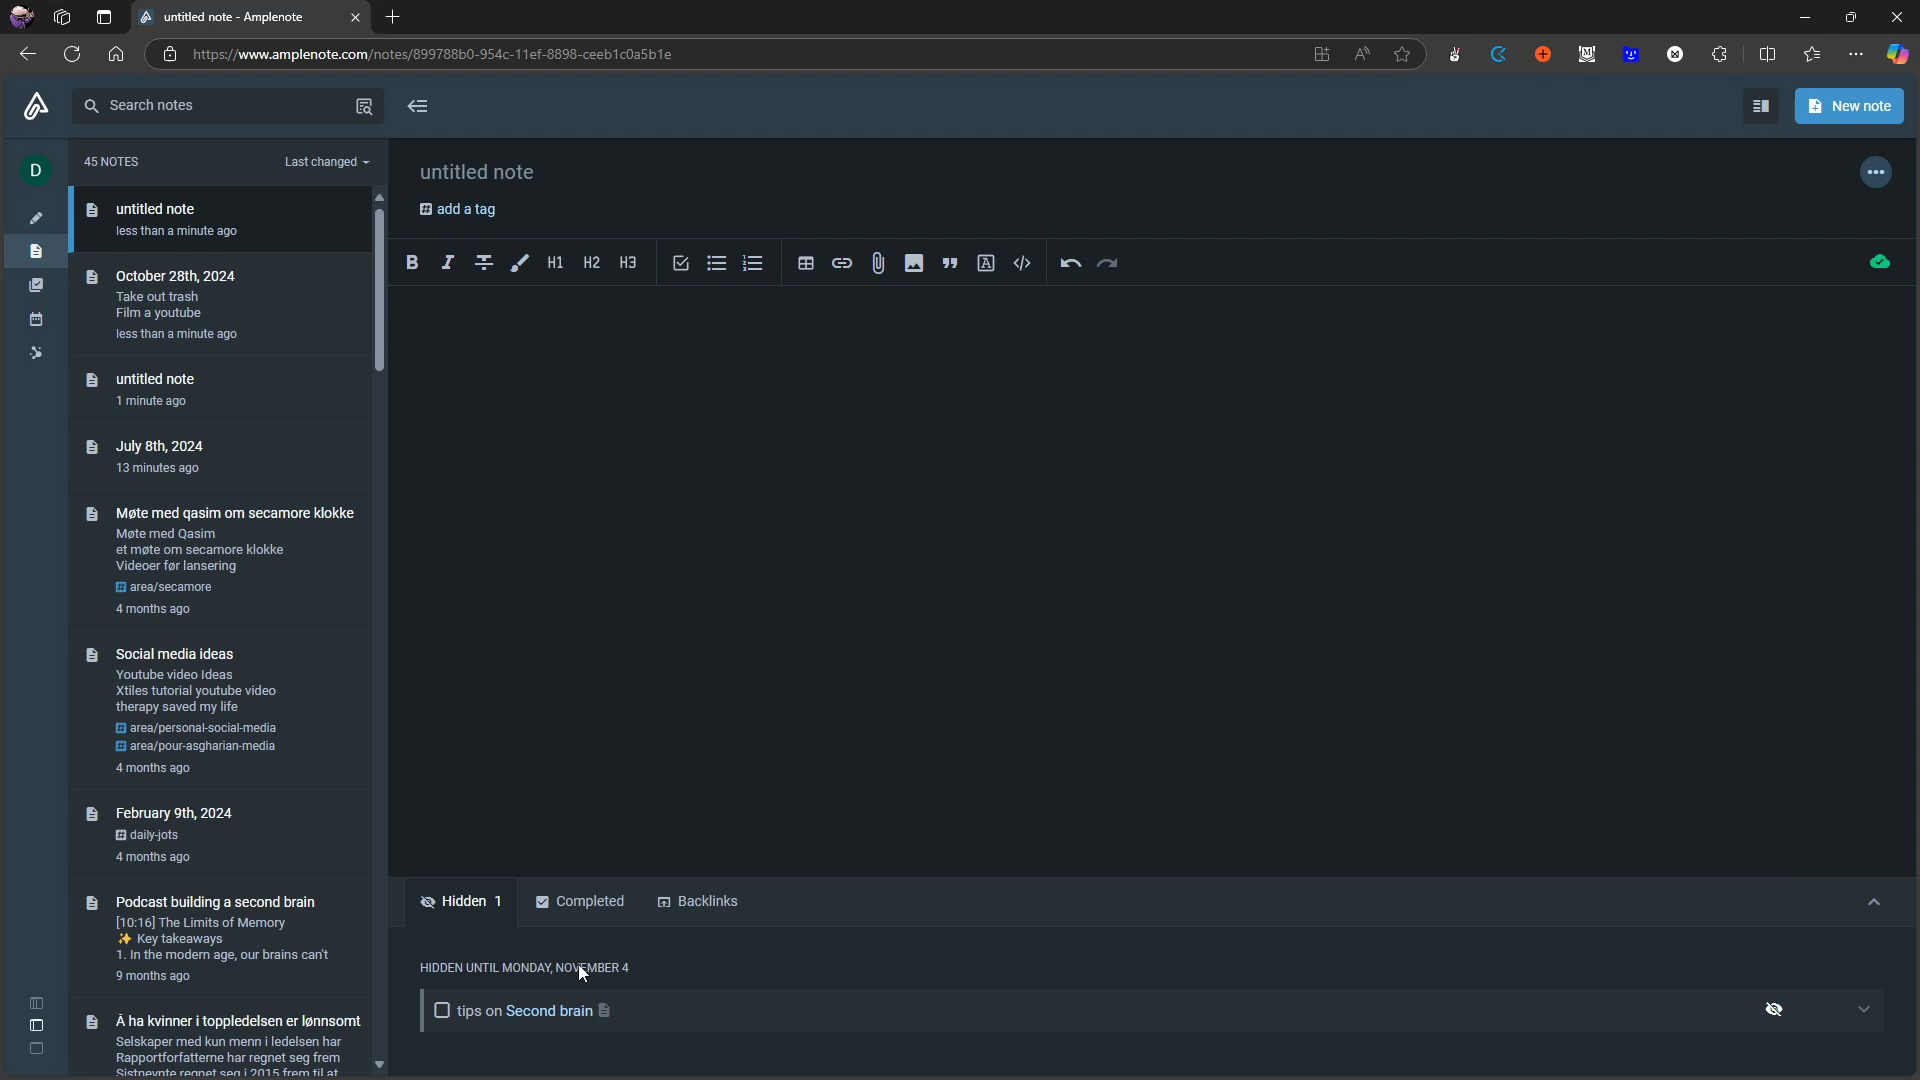 untitled note - Amplenote
https://www.amplenote.com/notes/899788b0-954c-11ef-8898-ceeb1c0a5b1e
Search notes
New note
D
45 NOTES
Last changed
untitled note
less than a minute ago
October 28th, 2024
Take out trash
Film a youtube
less than a minute ago
untitled note
1 minute ago
July 8th, 2024
13 minutes ago
Møte med qasim om secamore klokke
Møte med Qasim
et møte om secamore klokke
Videoer før lansering
area/secamore
4 months ago
Social media ideas
Youtube video Ideas
Xtiles tutorial youtube video
therapy saved my life
area/personal-social-media
area/pour-asgharian-media
4 months ago
February 9th, 2024
daily-jots
4 months ago
Podcast building a second brain
[10:16] The Limits of Memory
✨ Key takeaways
1. In the modern age, our brains can't
9 months ago
Å ha kvinner i toppledelsen er lønnsomt
Selskaper med kun menn i ledelsen har
Rapportforfatterne har regnet seg frem
Sistnevnte regnet seg i 2015 frem til at
untitled note
add a tag
B I S H1 H2 H3
Hidden 1
Completed
Backlinks
HIDDEN UNTIL MONDAY, NOVEMBER 4
tips on Second brain